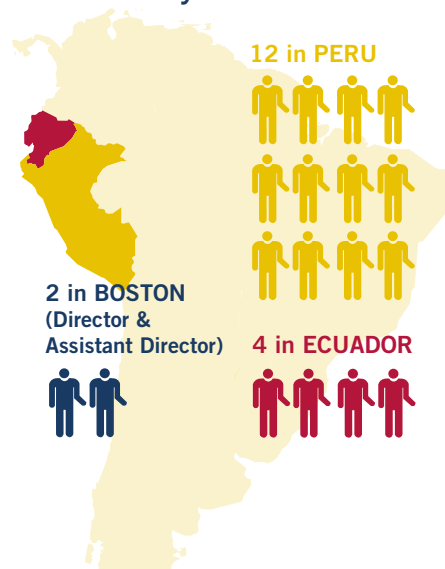 12 in PERU
2 in BOSTON
(Director &
Assistant Director)
4 in ECUADOR